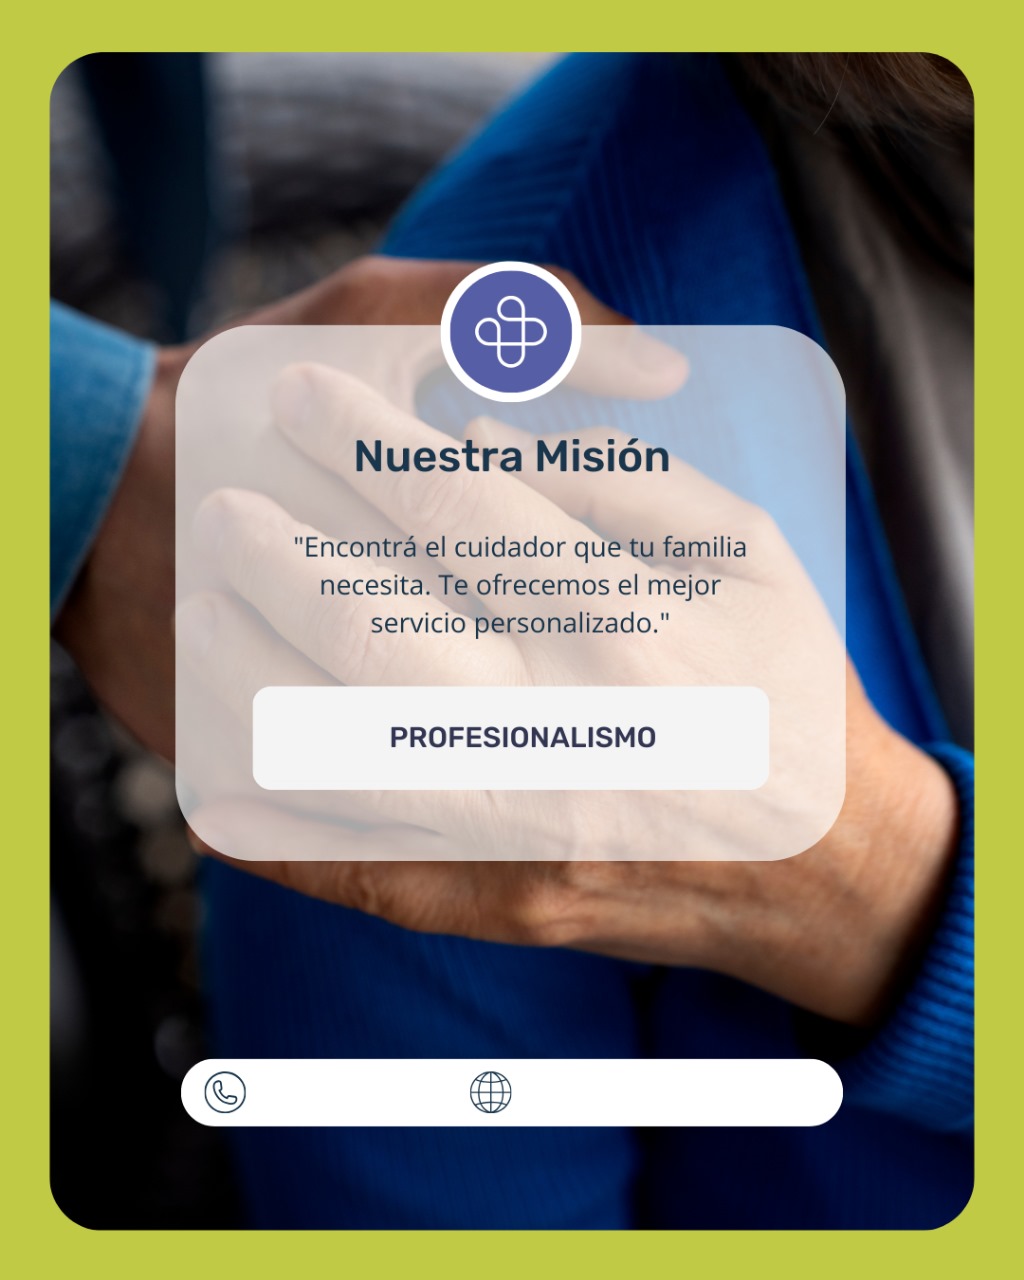 Nuestra Misión
"Encontrá el cuidador que tu familia
necesita. Te ofrecemos el mejor
servicio personalizado."
PROFESIONALISMO